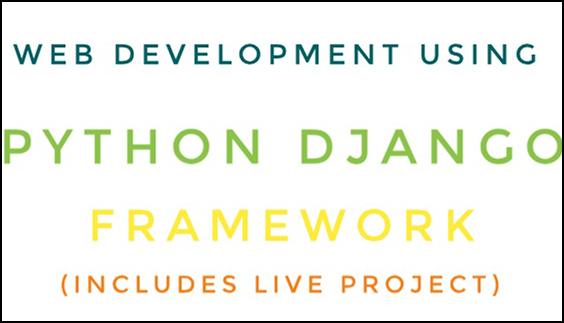 WEB DEVELOPMENT USING
PYTHON DJANGO
FRAMEWORK
(INCLUDES LIVE PROJECT)